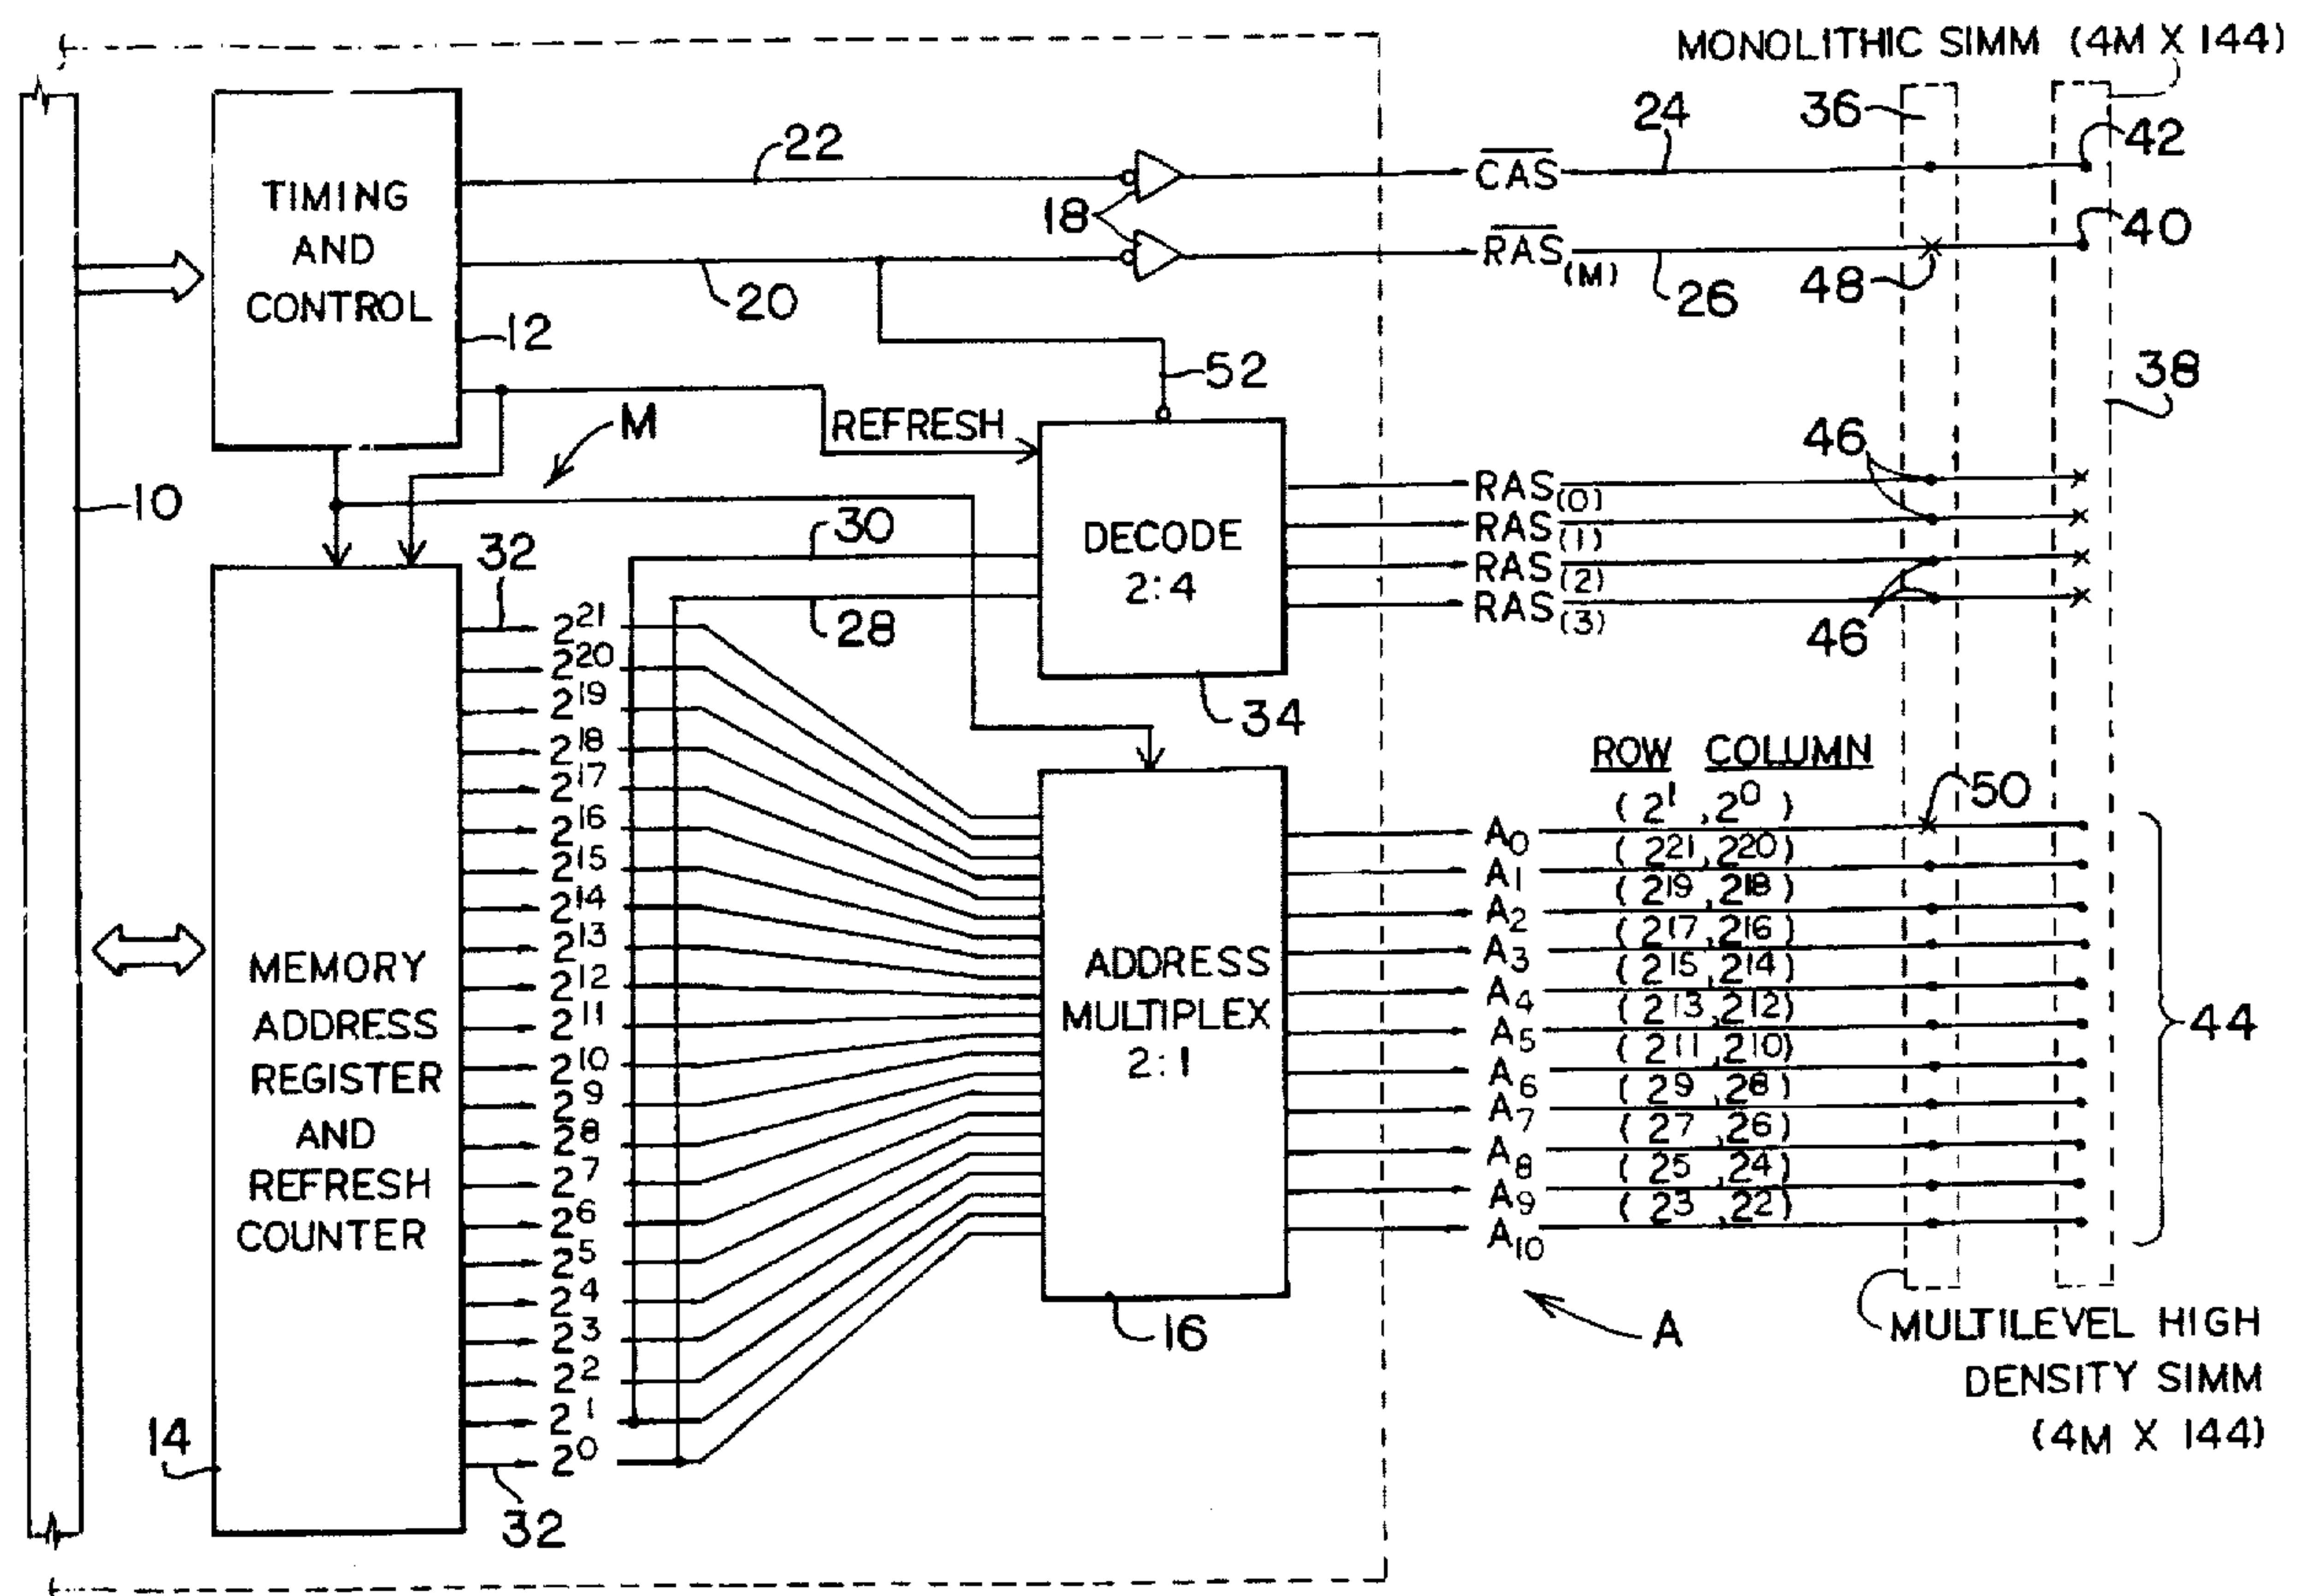 MONOLITHIC SIMM (4M X 144)
36
24
42
22
CAS
18
40
RAS(M)
48
26
20
TIMING
AND
CONTROL
12
52
38
M
REFRESH
46
10
RAS(0)
RAS(1)
RAS(2)
RAS(3)
46
DECODE
2:4
30
28
32
34
2^21
2^20
2^19
2^18
2^17
2^16
2^15
2^14
2^13
2^12
2^11
2^10
2^9
2^8
2^7
2^6
2^5
2^4
2^3
2^2
2^1
2^0
32
MEMORY
ADDRESS
REGISTER
AND
REFRESH
COUNTER
14
ADDRESS
MULTIPLEX
2:1
16
ROW COLUMN
50
A0 (2^1, 2^0)
A1 (2^21, 2^20)
A2 (2^19, 2^18)
A3 (2^17, 2^16)
A4 (2^15, 2^14)
A5 (2^13, 2^12)
A6 (2^11, 2^10)
A7 (2^9, 2^8)
A8 (2^7, 2^6)
A9 (2^5, 2^4)
A10 (2^3, 2^2)
44
A
MULTILEVEL HIGH
DENSITY SIMM
(4M X 144)